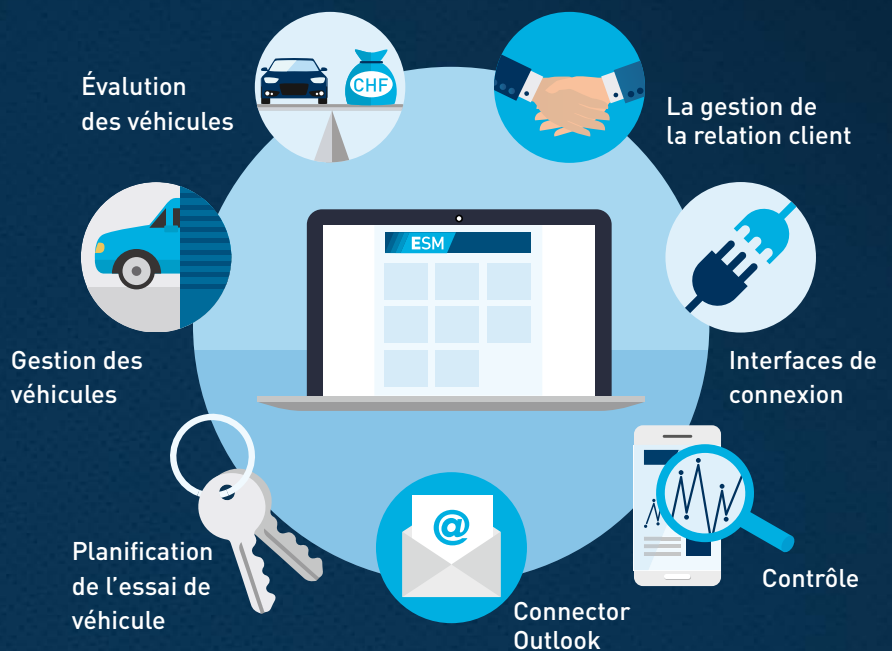 Évalution
des véhicules
CHF
La gestion de
la relation client
ESM
Gestion des
véhicules
Interfaces de
connexion
@
Planification
de l'essai de
véhicule
Connector
Outlook
Contrôle